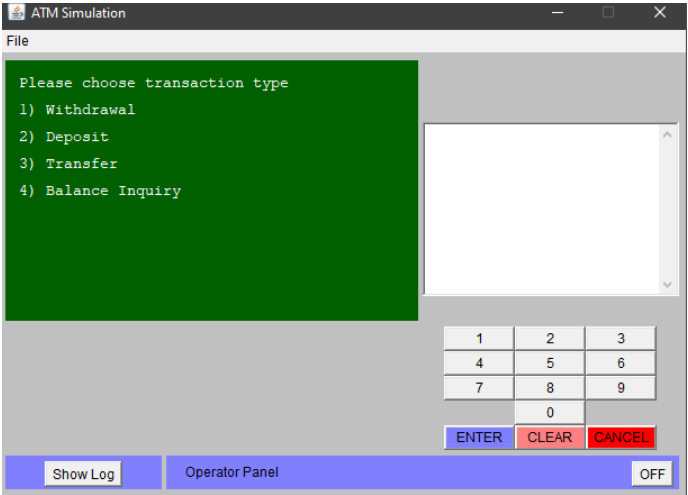 ATM Simulation
File
Please choose transaction type
1) Withdrawal
2) Deposit
3) Transfer
4) Balance Inquiry
1 2 3
4 5 6
7 8 9
0
ENTER CLEAR CANCEL
Show Log Operator Panel OFF